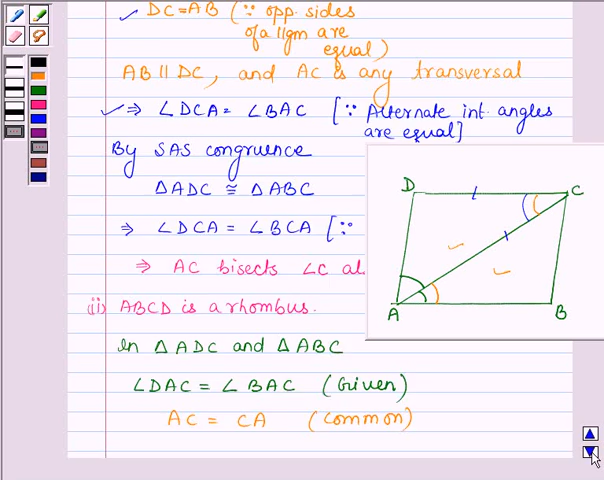 DC = AB (∵ opp. sides
of a llgm are
equal)
AB || DC, and AC is any transversal
⇒ ∠DCA = ∠BAC [∵ Alternate int. angles
are equal]
By SAS congruence
ΔADC ≅ ΔABC
⇒ ∠DCA = ∠BCA [∵
⇒ AC bisects ∠C al
(ii) ABCD is a rhombus.
In ΔADC and ΔABC
∠DAC = ∠BAC (Given)
AC = CA (Common)
D
C
A
B